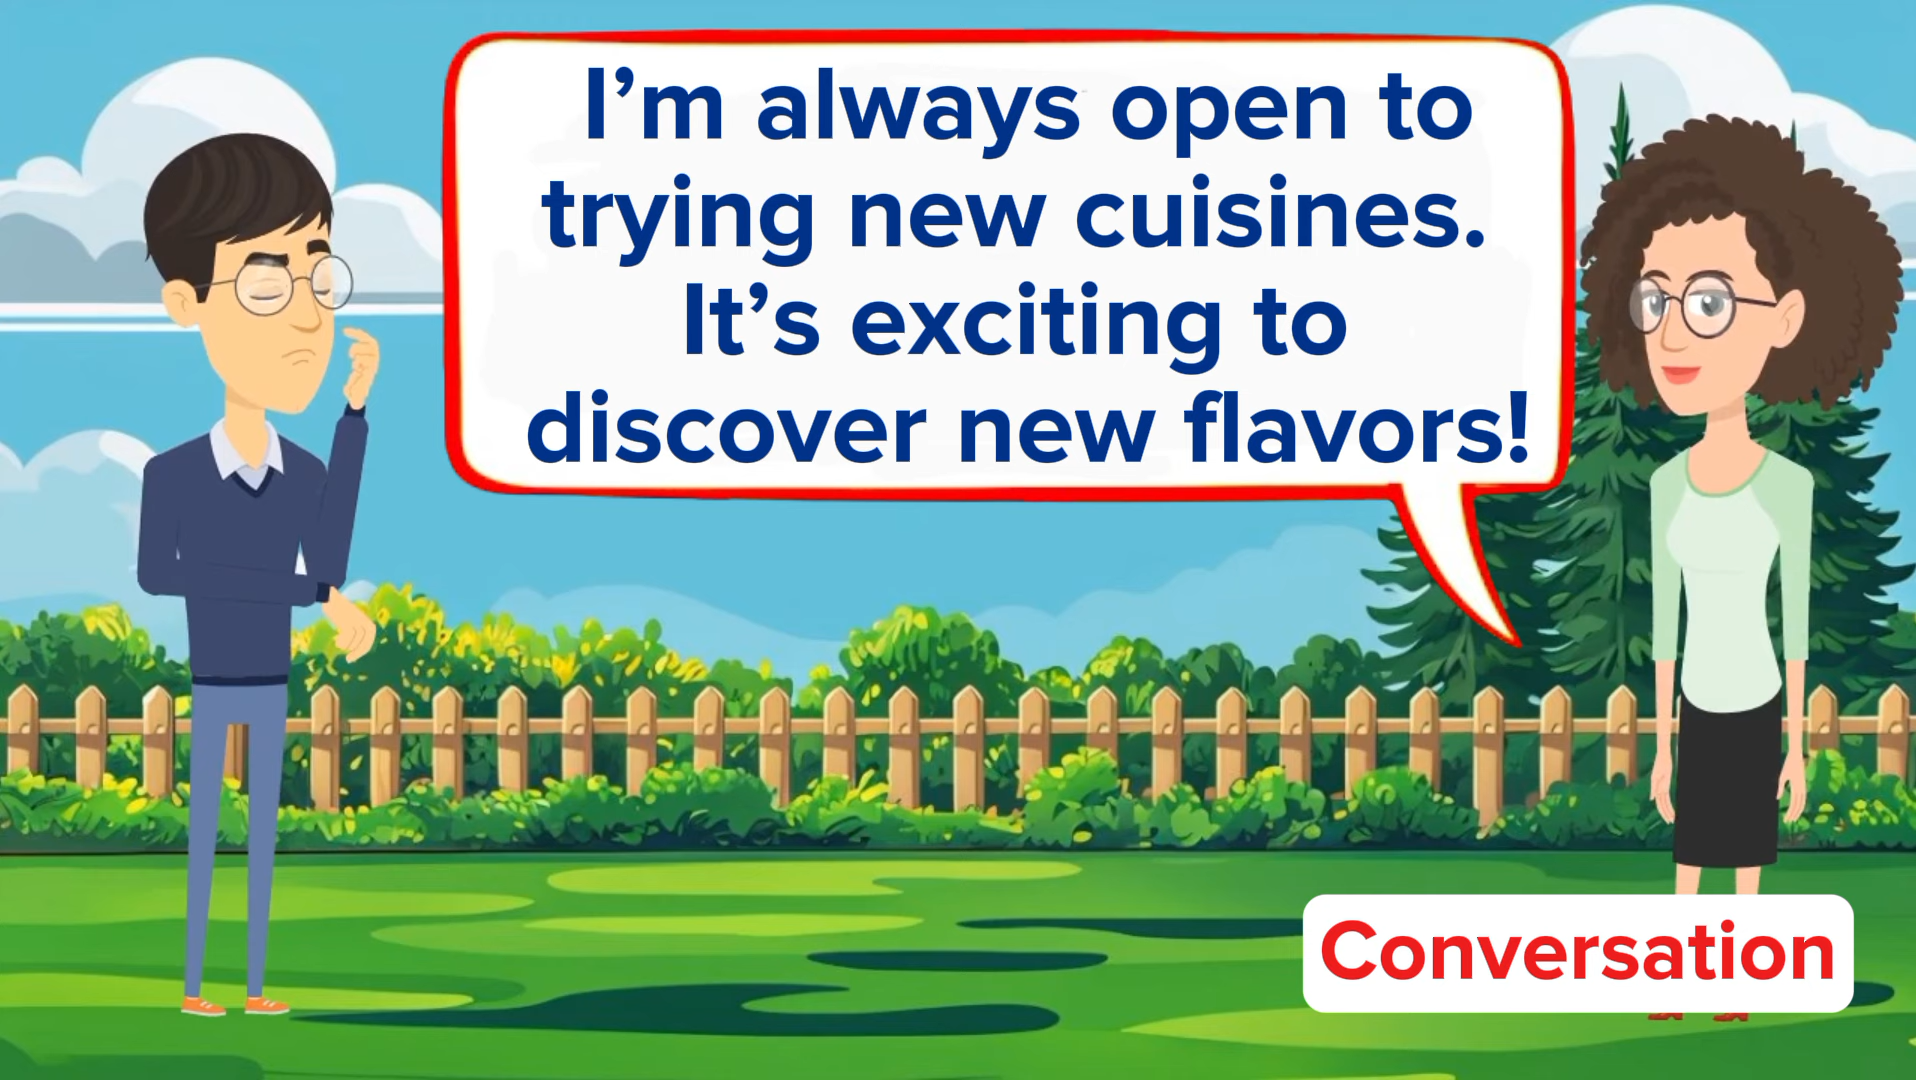 I’m always open to
trying new cuisines.
It’s exciting to
discover new flavors!
Conversation